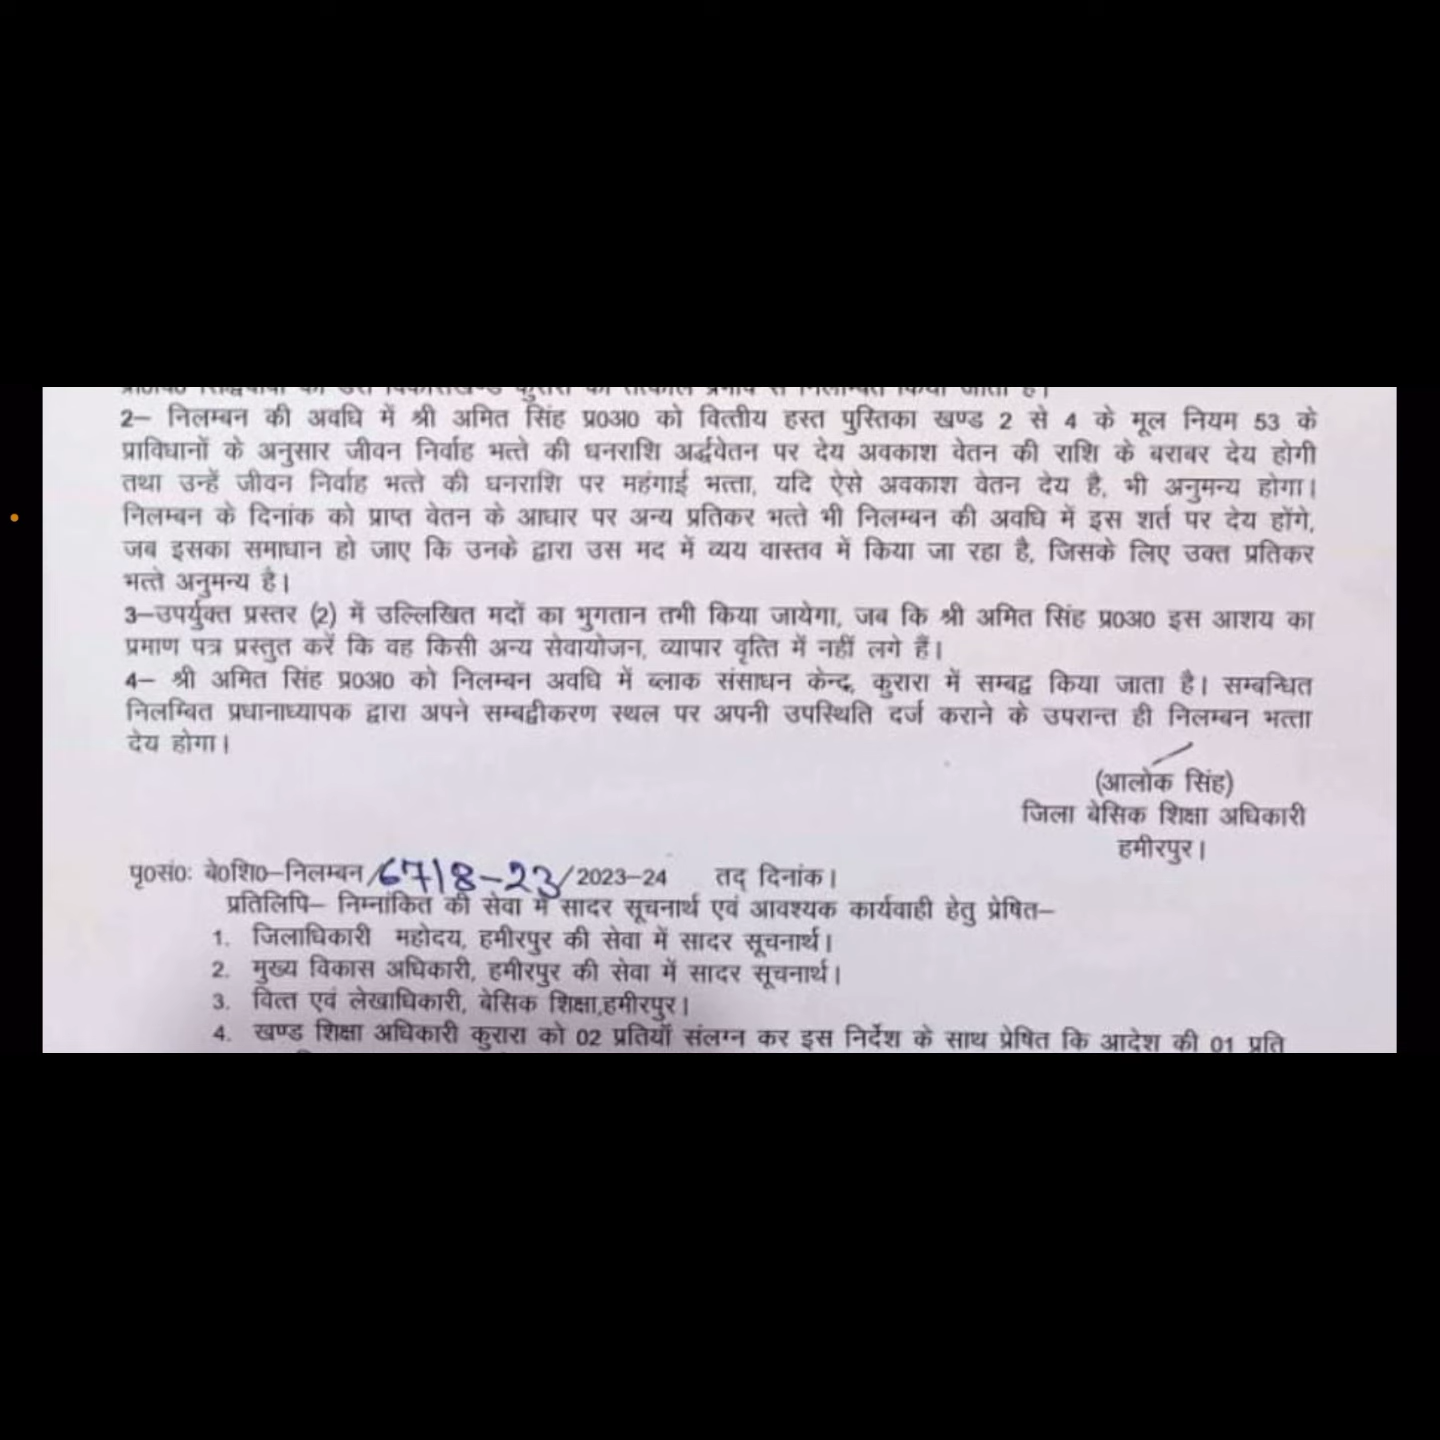 2– निलम्बन की अवधि में श्री अमित सिंह प्र0अ0 को वित्तीय हस्त पुस्तिका खण्ड 2 से 4 के मूल नियम 53 के
प्राविधानों के अनुसार जीवन निर्वाह भत्ते की धनराशि अर्द्धवेतन पर देय अवकाश वेतन की राशि के बराबर देय होगी
तथा उन्हें जीवन निर्वाह भत्ते की धनराशि पर महंगाई भत्ता, यदि ऐसे अवकाश वेतन देय है, भी अनुमन्य होगा।
निलम्बन के दिनांक को प्राप्त वेतन के आधार पर अन्य प्रतिकर भत्ते भी निलम्बन की अवधि में इस शर्त पर देय होंगे,
जब इसका समाधान हो जाए कि उनके द्वारा उस मद में व्यय वास्तव में किया जा रहा है, जिसके लिए उक्त प्रतिकर
भत्ते अनुमन्य है।
3–उपर्युक्त प्रस्तर (2) में उल्लिखित मदों का भुगतान तभी किया जायेगा, जब कि श्री अमित सिंह प्र0अ0 इस आशय का
प्रमाण पत्र प्रस्तुत करें कि वह किसी अन्य सेवायोजन, व्यापार वृत्ति में नहीं लगे हैं।
4– श्री अमित सिंह प्र0अ0 को निलम्बन अवधि में ब्लाक संसाधन केन्द्र, कुरारा में सम्बद्व किया जाता है। सम्बन्धित
निलम्बित प्रधानाध्यापक द्वारा अपने सम्बद्वीकरण स्थल पर अपनी उपस्थिति दर्ज कराने के उपरान्त ही निलम्बन भत्ता
देय होगा।
(आलोक सिंह)
जिला बेसिक शिक्षा अधिकारी
हमीरपुर।
पृ0सं0: बे0शि0–निलम्बन/6718-23/2023–24 तद् दिनांक।
प्रतिलिपि– निम्नांकित की सेवा में सादर सूचनार्थ एवं आवश्यक कार्यवाही हेतु प्रेषित–
1. जिलाधिकारी महोदय, हमीरपुर की सेवा में सादर सूचनार्थ।
2. मुख्य विकास अधिकारी, हमीरपुर की सेवा में सादर सूचनार्थ।
3. वित्त एवं लेखाधिकारी, बेसिक शिक्षा,हमीरपुर।
4. खण्ड शिक्षा अधिकारी कुरारा को 02 प्रतियॉं संलग्न कर इस निर्देश के साथ प्रेषित कि आदेश की 01 प्रति